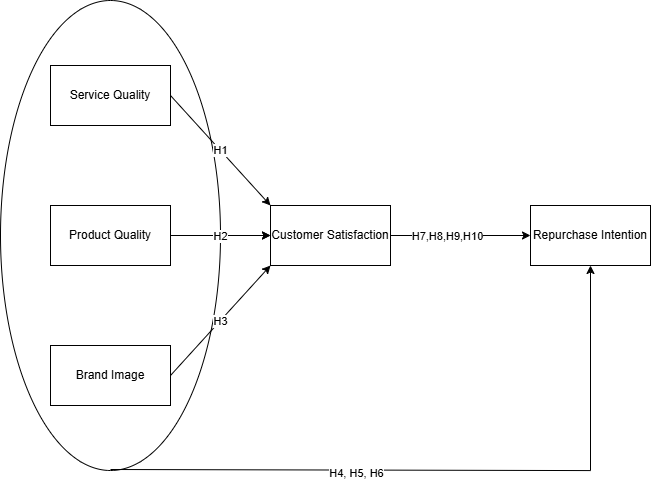 Service Quality
H1
Product Quality
H2
Customer Satisfaction
H7,H8,H9,H10
Repurchase Intention
H3
Brand Image
H4, H5, H6